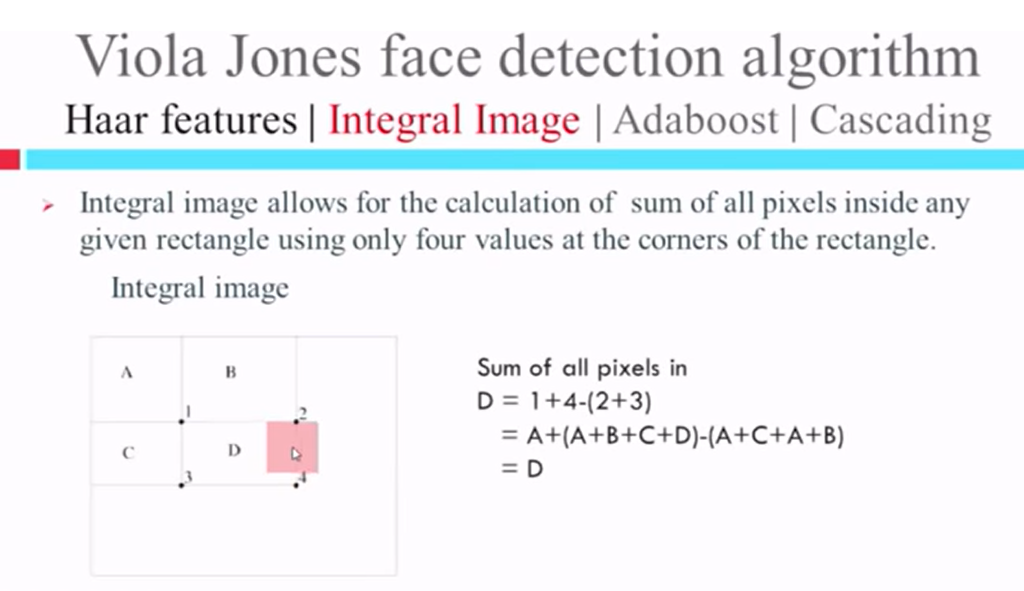 Viola Jones face detection algorithm
Haar features | Integral Image | Adaboost | Cascading
➢ Integral image allows for the calculation of sum of all pixels inside any
given rectangle using only four values at the corners of the rectangle.
Integral image
A B
1 2
C D
3 4
Sum of all pixels in
D = 1+4-(2+3)
= A+(A+B+C+D)-(A+C+A+B)
= D